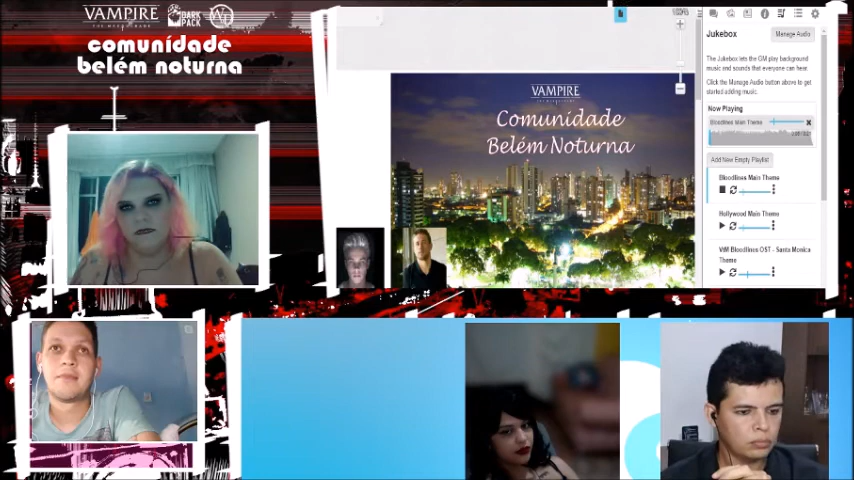 VAMPIRE
THE MASQUERADE
DARK
PACK
comunidade
belém noturna
VAMPIRE
Comunidade
Belém Noturna
Jukebox
Manage Audio
The Jukebox lets the GM play background
music and sounds that everyone can hear.
Click the Manage Audio button above to get
started adding music.
Now Playing
Bloodlines Main Theme
Add New Empty Playlist
Bloodlines Main Theme
Hollywood Main Theme
VtM Bloodlines OST - Santa Monica
Theme